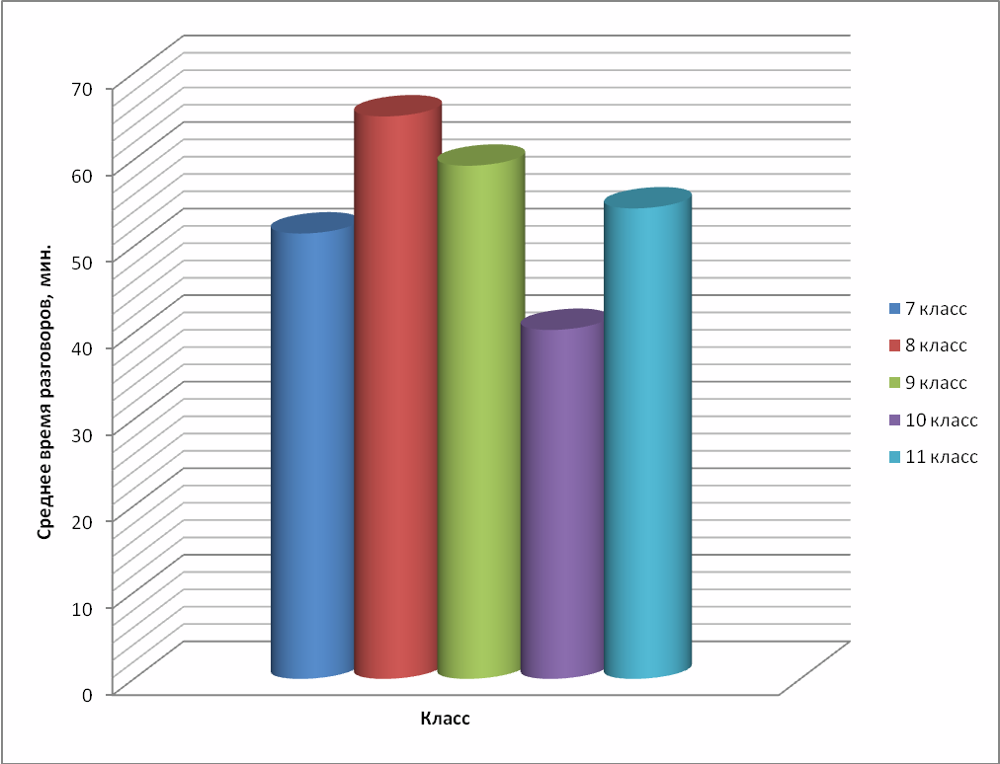 Среднее время разговоров, мин.
70
60
50
40
30
20
10
0
Класс
7 класс
8 класс
9 класс
10 класс
11 класс